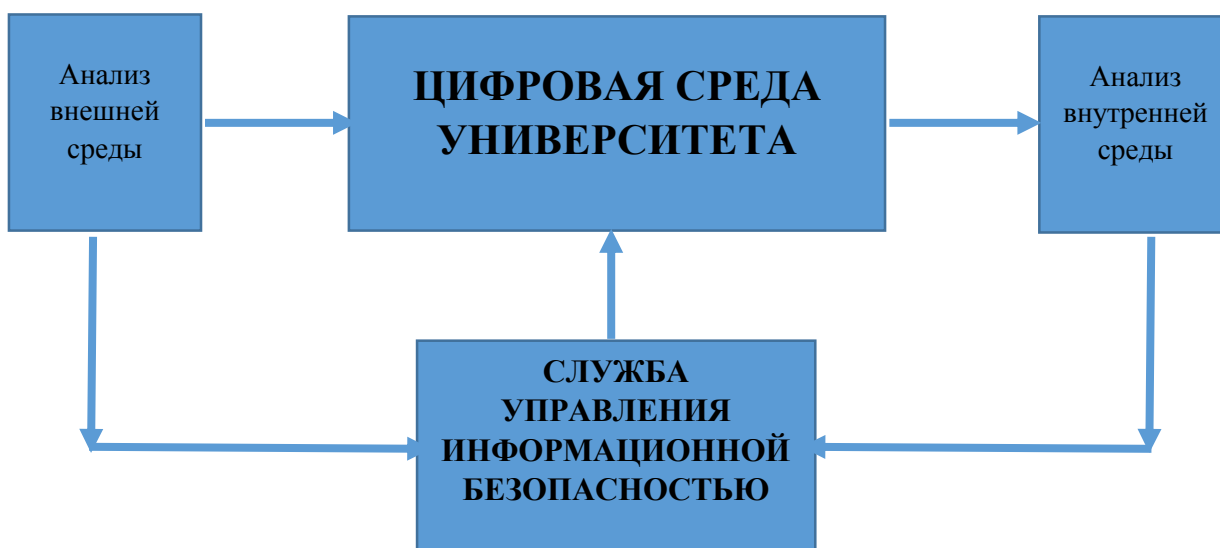 Анализ
внешней
среды
ЦИФРОВАЯ СРЕДА
УНИВЕРСИТЕТА
Анализ
внутренней
среды
СЛУЖБА
УПРАВЛЕНИЯ
ИНФОРМАЦИОННОЙ
БЕЗОПАСНОСТЬЮ